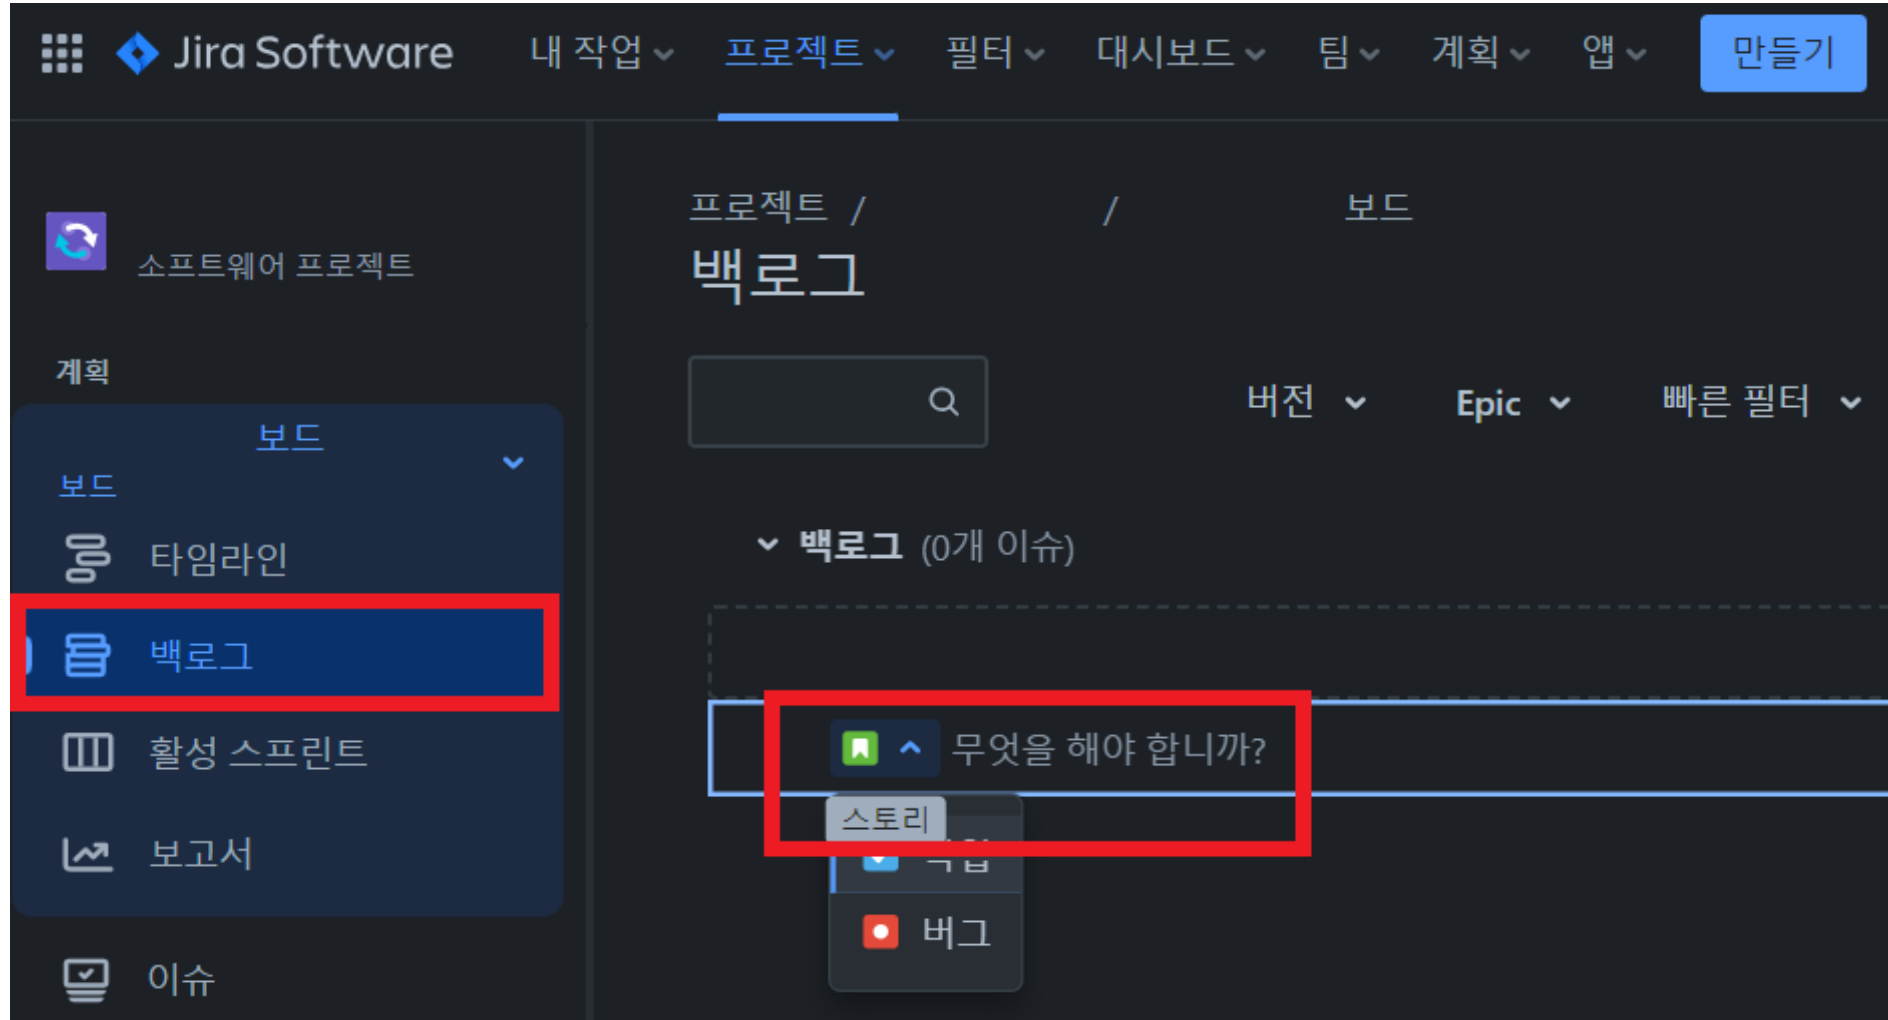 Jira Software 내 작업 프로젝트 필터 대시보드 팀 계획 앱 만들기
소프트웨어 프로젝트
계획
보드
보드
타임라인
백로그
활성 스프린트
보고서
이슈
프로젝트 / / 보드
백로그
버전 Epic 빠른 필터
백로그 (0개 이슈)
무엇을 해야 합니까?
스토리
작업
버그